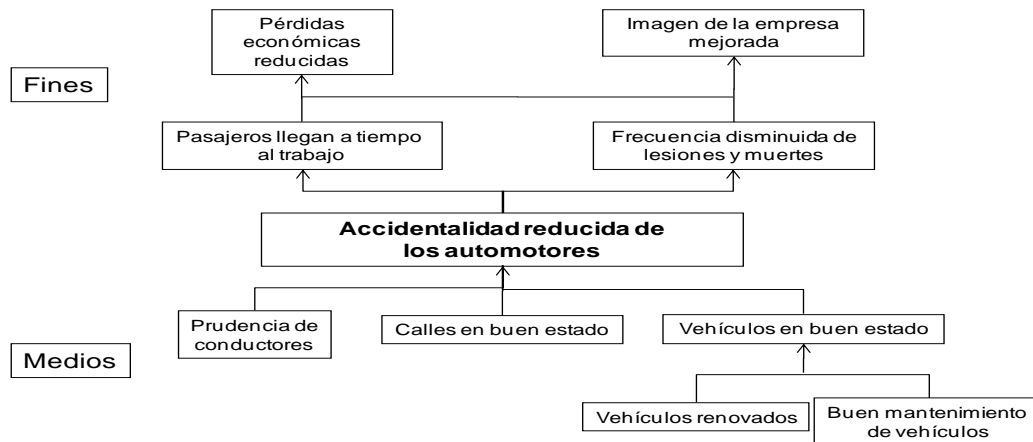 Pérdidas
económicas
reducidas
Imagen de la empresa
mejorada
Fines
Pasajeros llegan a tiempo
al trabajo
Frecuencia disminuida de
lesiones y muertes
Accidentalidad reducida de
los automotores
Prudencia de
conductores
Calles en buen estado
Vehículos en buen estado
Medios
Vehículos renovados
Buen mantenimiento
de vehículos